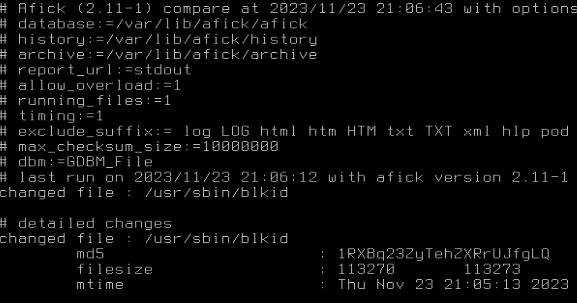 # Afick (2.11-1) compare at 2023/11/23 21:06:43 with options
# database:=/var/lib/afick/afick
# history:=/var/lib/afick/history
# archive:=/var/lib/afick/archive
# report_url:=stdout
# allow_overload:=1
# running_files:=1
# timing:=1
# exclude_suffix:= log LOG html htm HTM txt TXT xml hlp pod
# max_checksum_size:=10000000
# dbm:=GDBM_File
# last run on 2023/11/23 21:06:12 with afick version 2.11-1
changed file : /usr/sbin/blkid
# detailed changes
changed file : /usr/sbin/blkid
md5 : 1RXBq23ZyTehZXRrUJfgLQ
filesize : 113270 113273
mtime : Thu Nov 23 21:05:13 2023